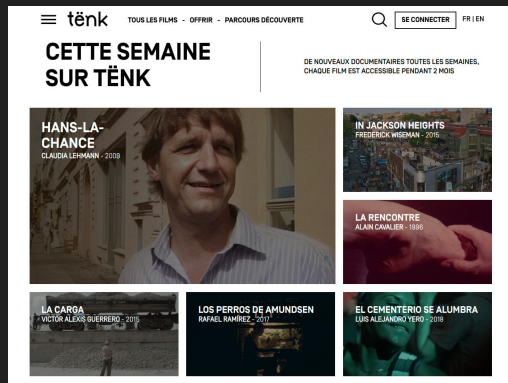 tënk
TOUS LES FILMS - OFFRIR - PARCOURS DÉCOUVERTE
SE CONNECTER
FR | EN
CETTE SEMAINE
SUR TËNK
DE NOUVEAUX DOCUMENTAIRES TOUTES LES SEMAINES,
CHAQUE FILM EST ACCESSIBLE PENDANT 2 MOIS
HANS-LA-
CHANCE
CLAUDIA LEHMANN - 2009
IN JACKSON HEIGHTS
FREDERICK WISEMAN - 2015
LA RENCONTRE
ALAIN CAVALIER - 1996
LA CARGA
VICTOR ALEXIS GUERRERO - 2015
LOS PERROS DE AMUNDSEN
RAFAEL RAMÍREZ - 2017
EL CEMENTERIO SE ALUMBRA
LUIS ALEJANDRO YERO - 2018